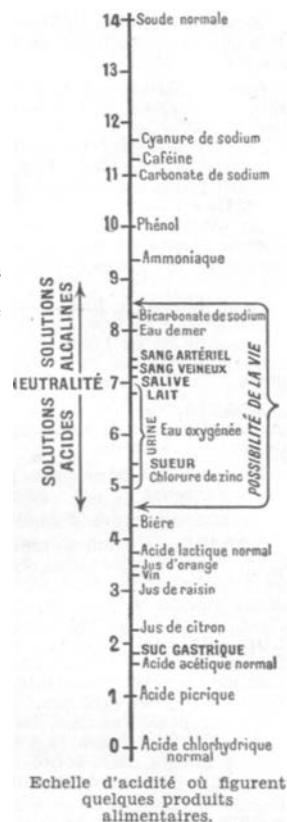 14 Soude normale
13
12
Cyanure de sodium
Caféine
11 Carbonate de sodium
10 Phénol
Ammoniaque
9
SOLUTIONS ALCALINES
Bicarbonate de sodium
8 Eau de mer
SANG ARTÉRIEL
SANG VEINEUX
NEUTRALITÉ 7 SALIVE
LAIT
SOLUTIONS ACIDES
URINE
6 Eau oxygénée
SUEUR
Chlorure de zinc
5
POSSIBILITÉ DE LA VIE
Bière
4
Acide lactique normal
Jus d'orange
Vin
3 Jus de raisin
Jus de citron
2
SUC GASTRIQUE
Acide acétique normal
1 Acide picrique
0 Acide chlorhydrique
normal
Echelle d'acidité où figurent
quelques produits
alimentaires.